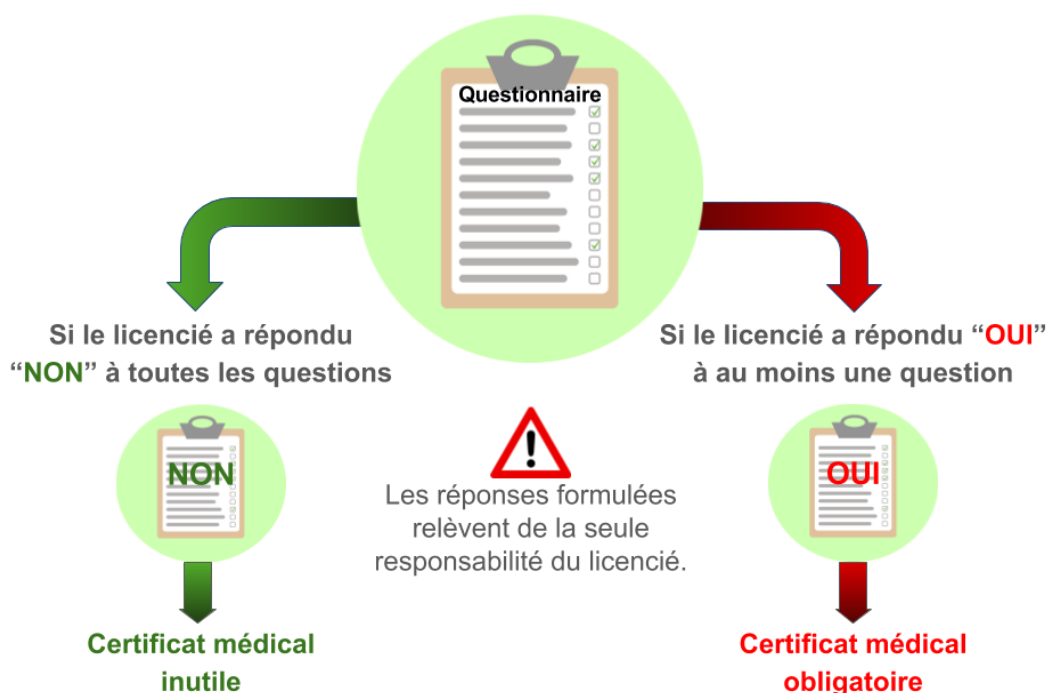 Questionnaire
Si le licencié a répondu
“NON” à toutes les questions
Si le licencié a répondu “OUI”
à au moins une question
NON
OUI
Les réponses formulées
relèvent de la seule
responsabilité du licencié.
Certificat médical
inutile
Certificat médical
obligatoire